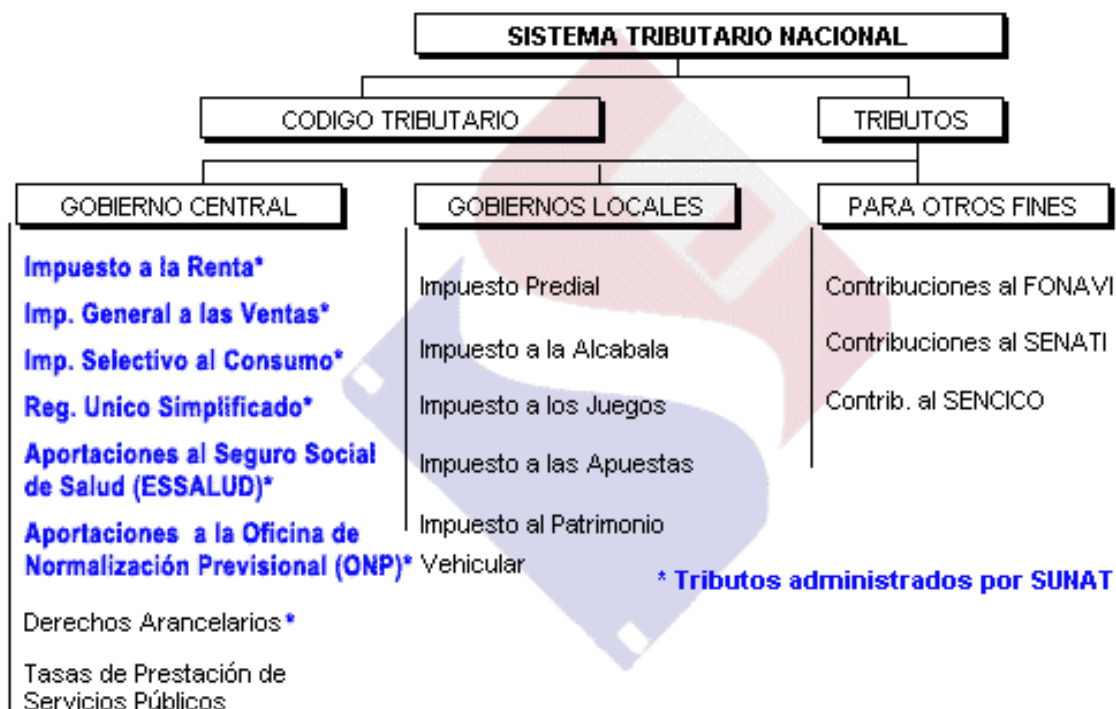 SISTEMA TRIBUTARIO NACIONAL
CODIGO TRIBUTARIO
TRIBUTOS
GOBIERNO CENTRAL
Impuesto a la Renta*
Imp. General a las Ventas*
Imp. Selectivo al Consumo*
Reg. Unico Simplificado*
Aportaciones al Seguro Social
de Salud (ESSALUD)*
Aportaciones a la Oficina de
Normalización Previsional (ONP)*
Derechos Arancelarios*
Tasas de Prestación de
Servicios Públicos
GOBIERNOS LOCALES
Impuesto Predial
Impuesto a la Alcabala
Impuesto a los Juegos
Impuesto a las Apuestas
Impuesto al Patrimonio
Vehicular
PARA OTROS FINES
Contribuciones al FONAVI
Contribuciones al SENATI
Contrib. al SENCICO
* Tributos administrados por SUNAT